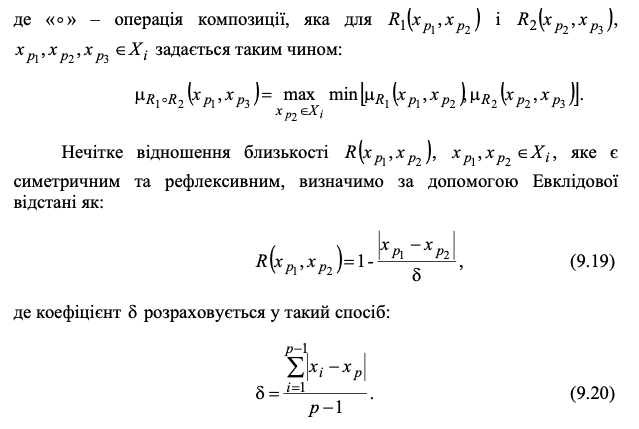 де «∘» – операція композиції, яка для R₁(x_{p₁}, x_{p₂}) і R₂(x_{p₂}, x_{p₃}),
x_{p₁}, x_{p₂}, x_{p₃} ∈ X_i задається таким чином:
μ_{R₁∘R₂}(x_{p₁}, x_{p₃}) = max_{x_{p₂}∈X_i} min[μ_{R₁}(x_{p₁}, x_{p₂}), μ_{R₂}(x_{p₂}, x_{p₃})].
Нечітке відношення близькості R(x_{p₁}, x_{p₂}), x_{p₁}, x_{p₂} ∈ X_i, яке є
симетричним та рефлексивним, визначимо за допомогою Евклідової
відстані як:
R(x_{p₁}, x_{p₂}) = 1 - |x_{p₁} − x_{p₂}| / δ, (9.19)
де коефіцієнт δ розраховується у такий спосіб:
δ = ∑_{i=1}^{p−1} |x_i − x_p| / (p − 1). (9.20)